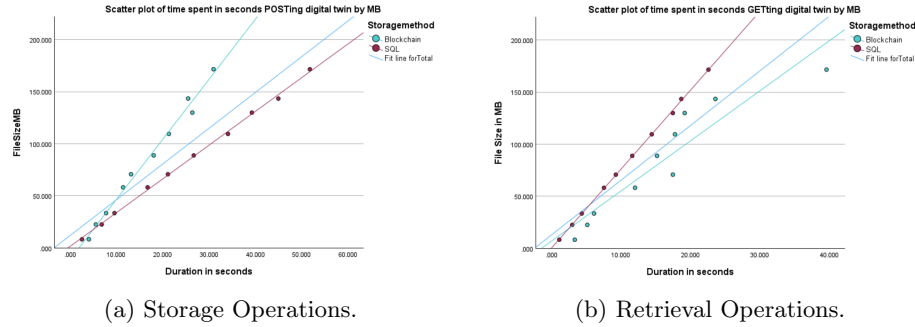 Scatter plot of time spent in seconds POSTing digital twin by MB
Storagemethod
Blockchain
SQL
Fit line forTotal
200.000
150.000
100.000
50.000
.000
FileSizeMB
.000 10.000 20.000 30.000 40.000 50.000 60.000
Duration in seconds
(a) Storage Operations.
Scatter plot of time spent in seconds GETting digital twin by MB
Storagemethod
Blockchain
SQL
Fit line forTotal
200.000
150.000
100.000
50.000
.000
File Size in MB
.000 10.000 20.000 30.000 40.000
Duration in seconds
(b) Retrieval Operations.